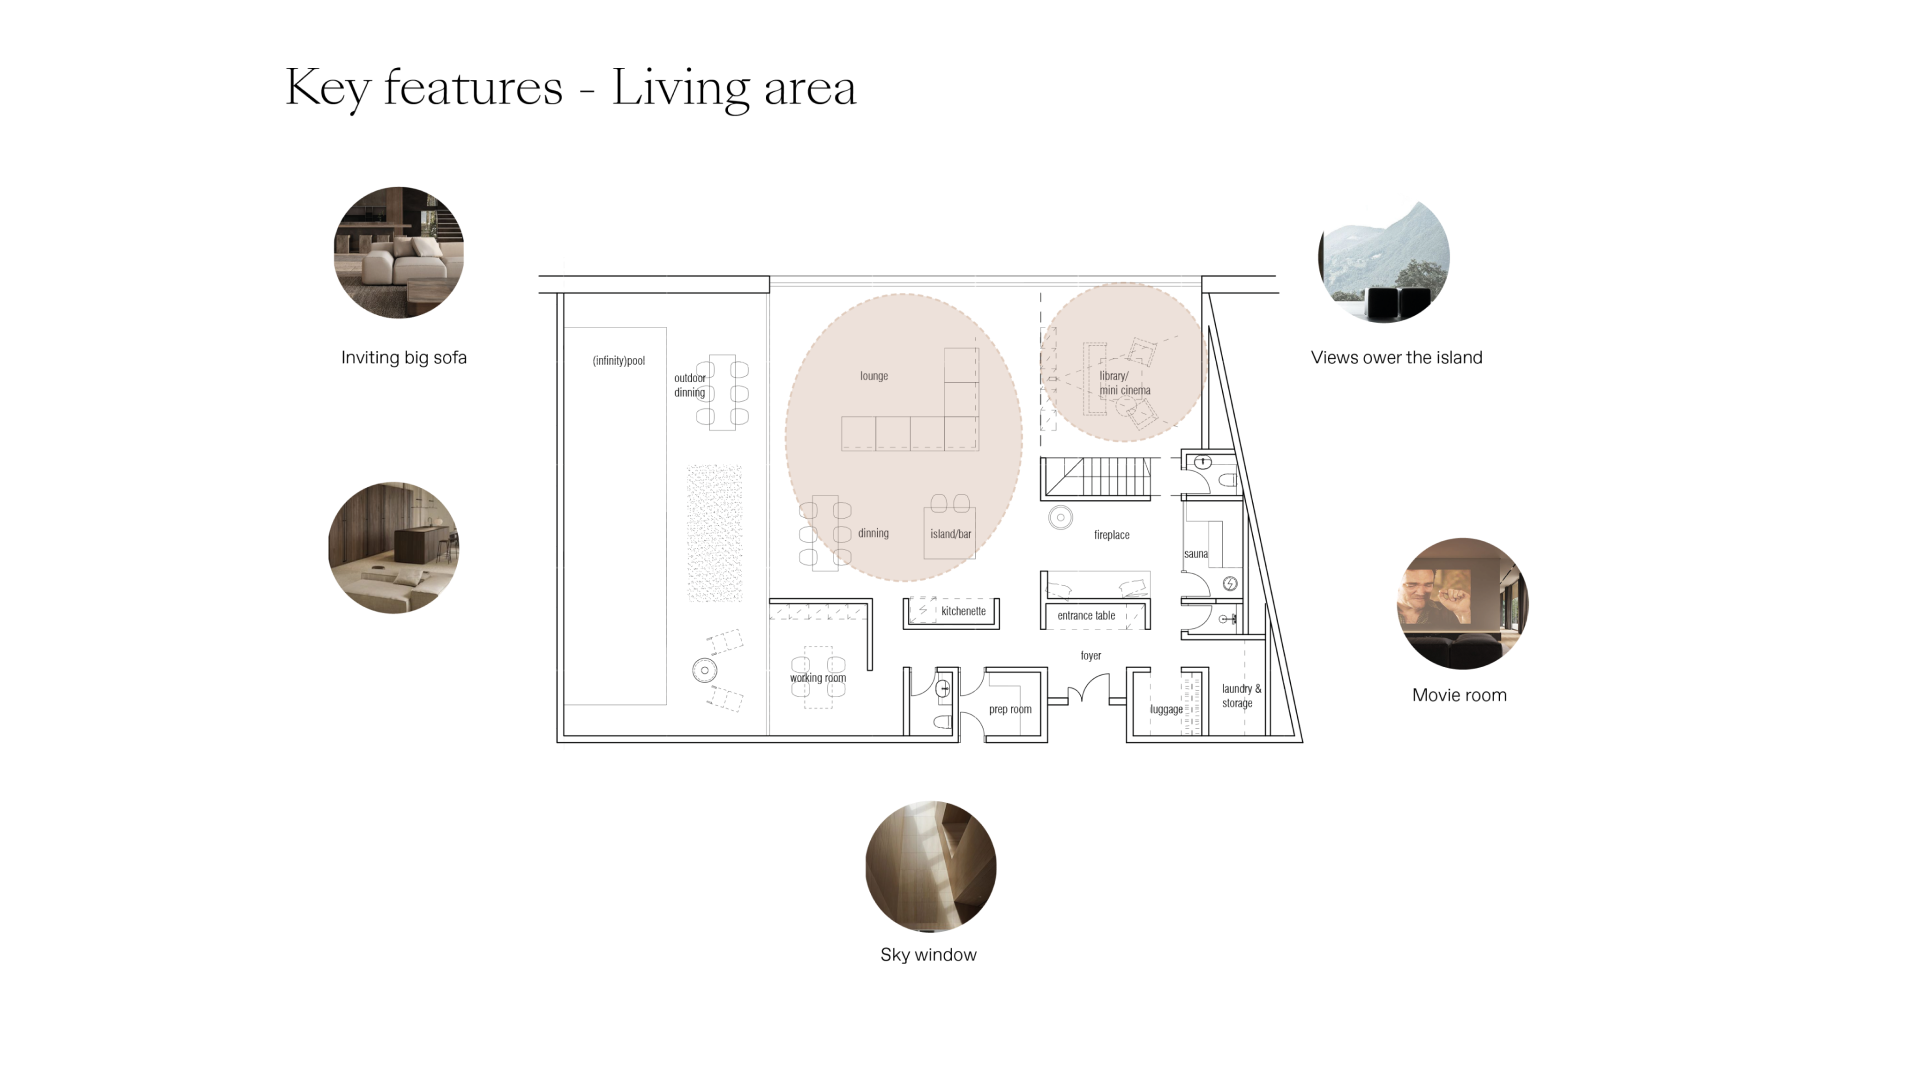 Key features - Living area
Inviting big sofa
Views ower the island
(infinity)pool
outdoor
dinning
lounge
library/
mini cinema
dinning
island/bar
fireplace
sauna
kitchenette
entrance table
foyer
working room
prep room
luggage
laundry &
storage
Movie room
Sky window